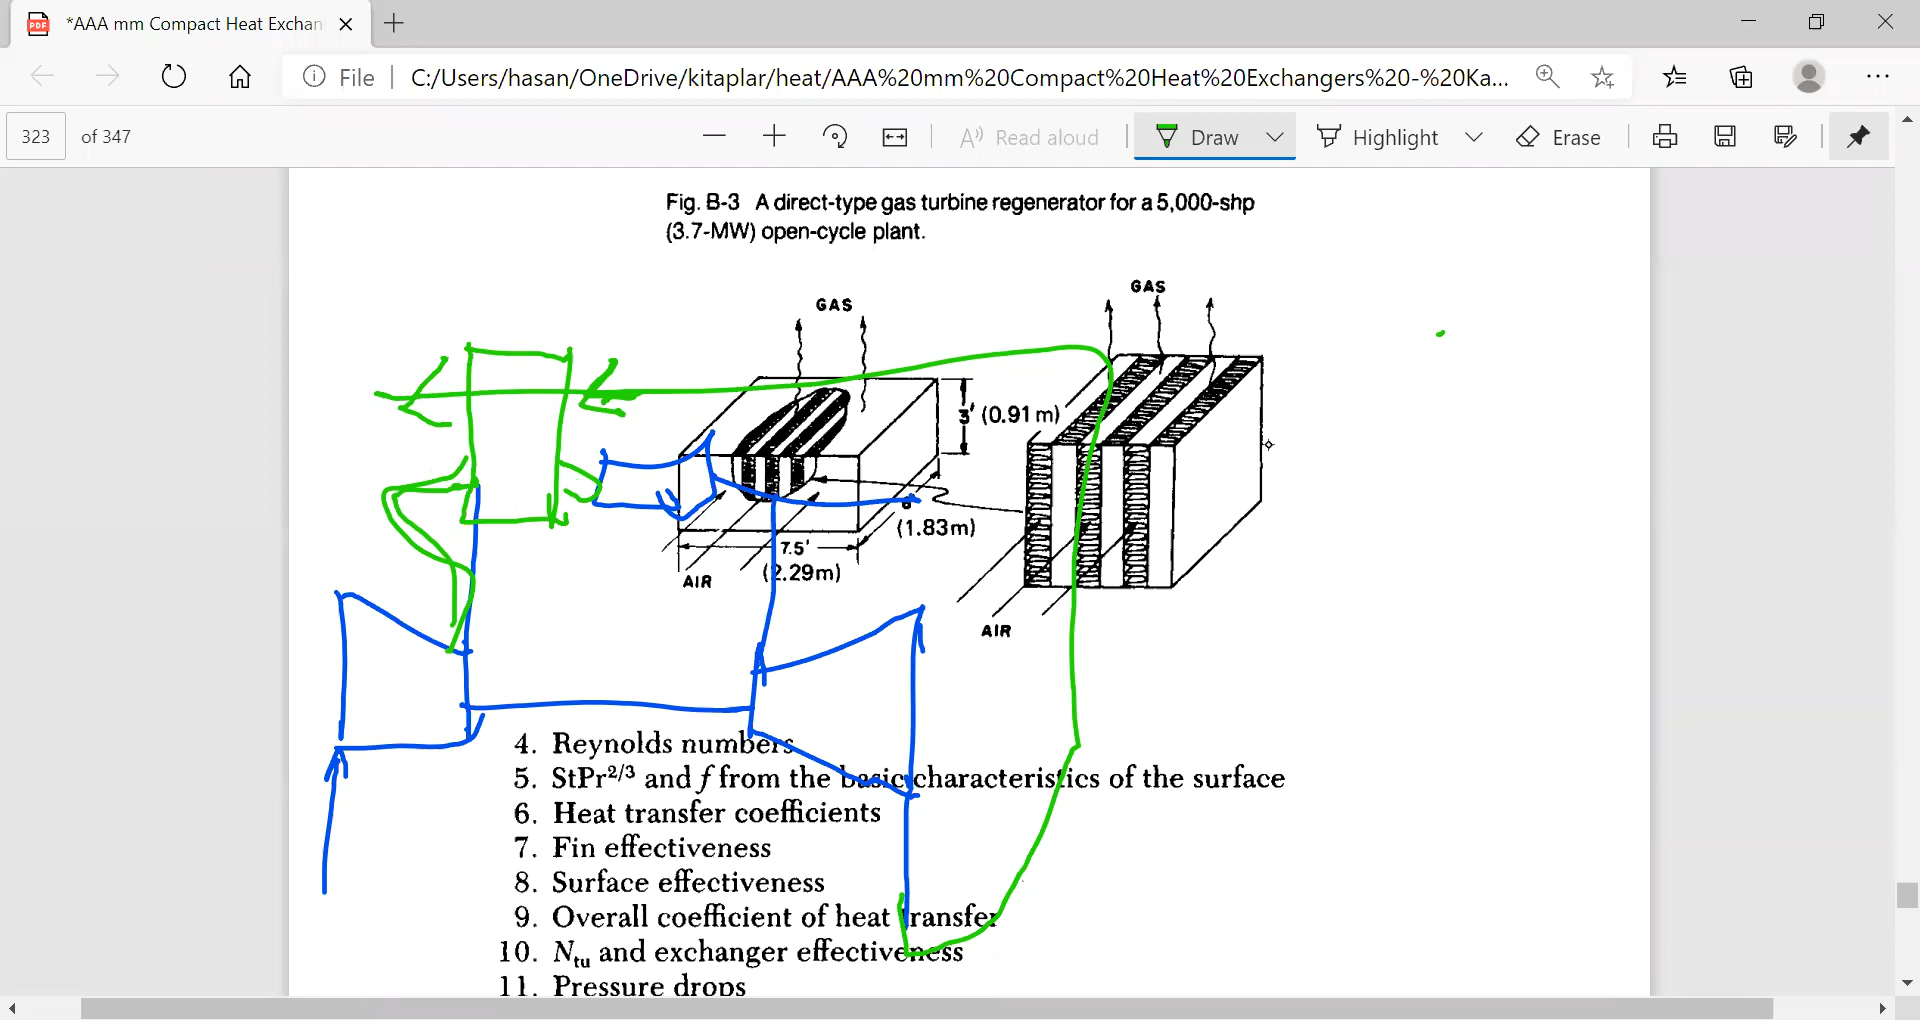 *AAA mm Compact Heat Exchan
File | C:/Users/hasan/OneDrive/kitaplar/heat/AAA%20mm%20Compact%20Heat%20Exchangers%20-%20Ka...
323 of 347
Read aloud
Draw
Highlight
Erase
Fig. B-3 A direct-type gas turbine regenerator for a 5,000-shp
(3.7-MW) open-cycle plant.
GAS
GAS
3' (0.91 m)
(1.83m)
7.5'
(2.29m)
AIR
AIR
4. Reynolds numbers
5. StPr²/³ and f from the basic characteristics of the surface
6. Heat transfer coefficients
7. Fin effectiveness
8. Surface effectiveness
9. Overall coefficient of heat transfer
10. Ntu and exchanger effectiveness
11. Pressure drops